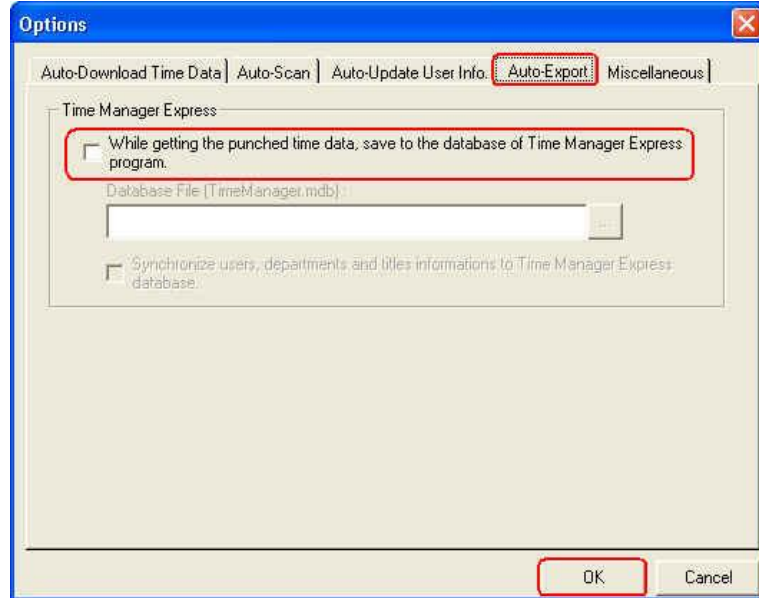 Options
Auto-Download Time Data Auto-Scan Auto-Update User Info. Auto-Export Miscellaneous
Time Manager Express
While getting the punched time data, save to the database of Time Manager Express
program.
Database File (TimeManager.mdb) :
...
Synchronize users, departments and titles informations to Time Manager Express
database.
OK Cancel